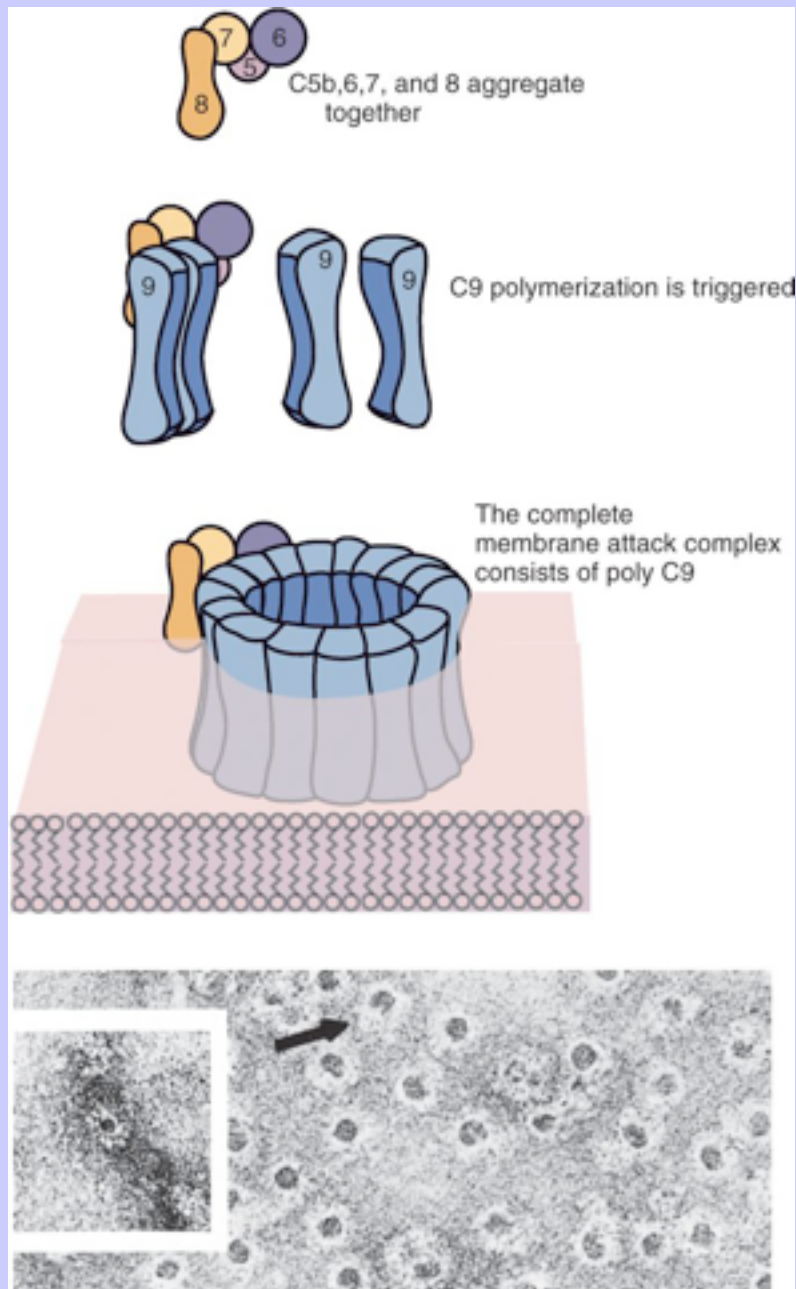 7 6
5
8
C5b,6,7, and 8 aggregate
together
9 9 9
C9 polymerization is triggered
The complete
membrane attack complex
consists of poly C9